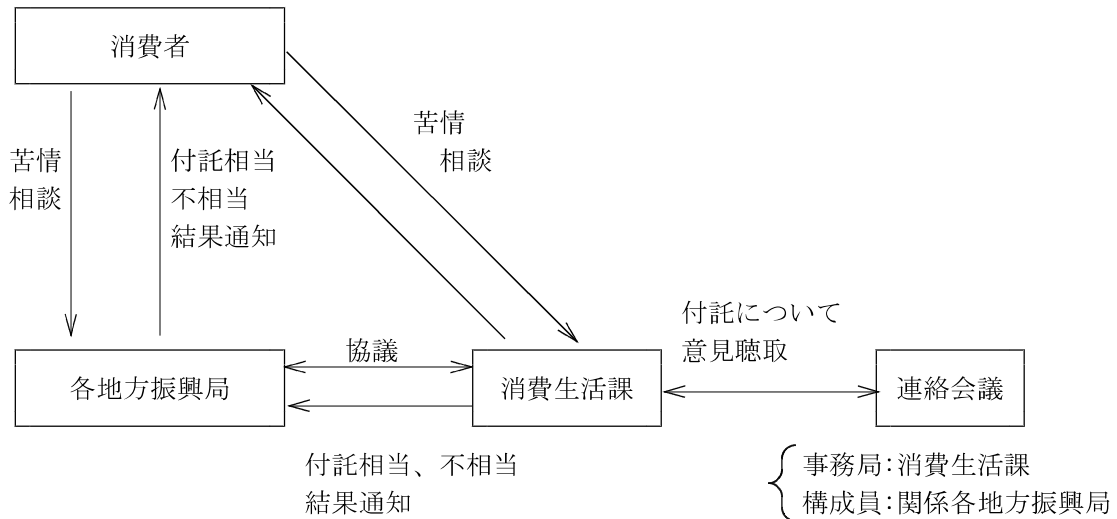 消費者
苦情
相談
付託相当
不相当
結果通知
苦情
相談
付託について
意見聴取
各地方振興局
協議
消費生活課
連絡会議
付託相当、不相当
結果通知
事務局:消費生活課
構成員:関係各地方振興局